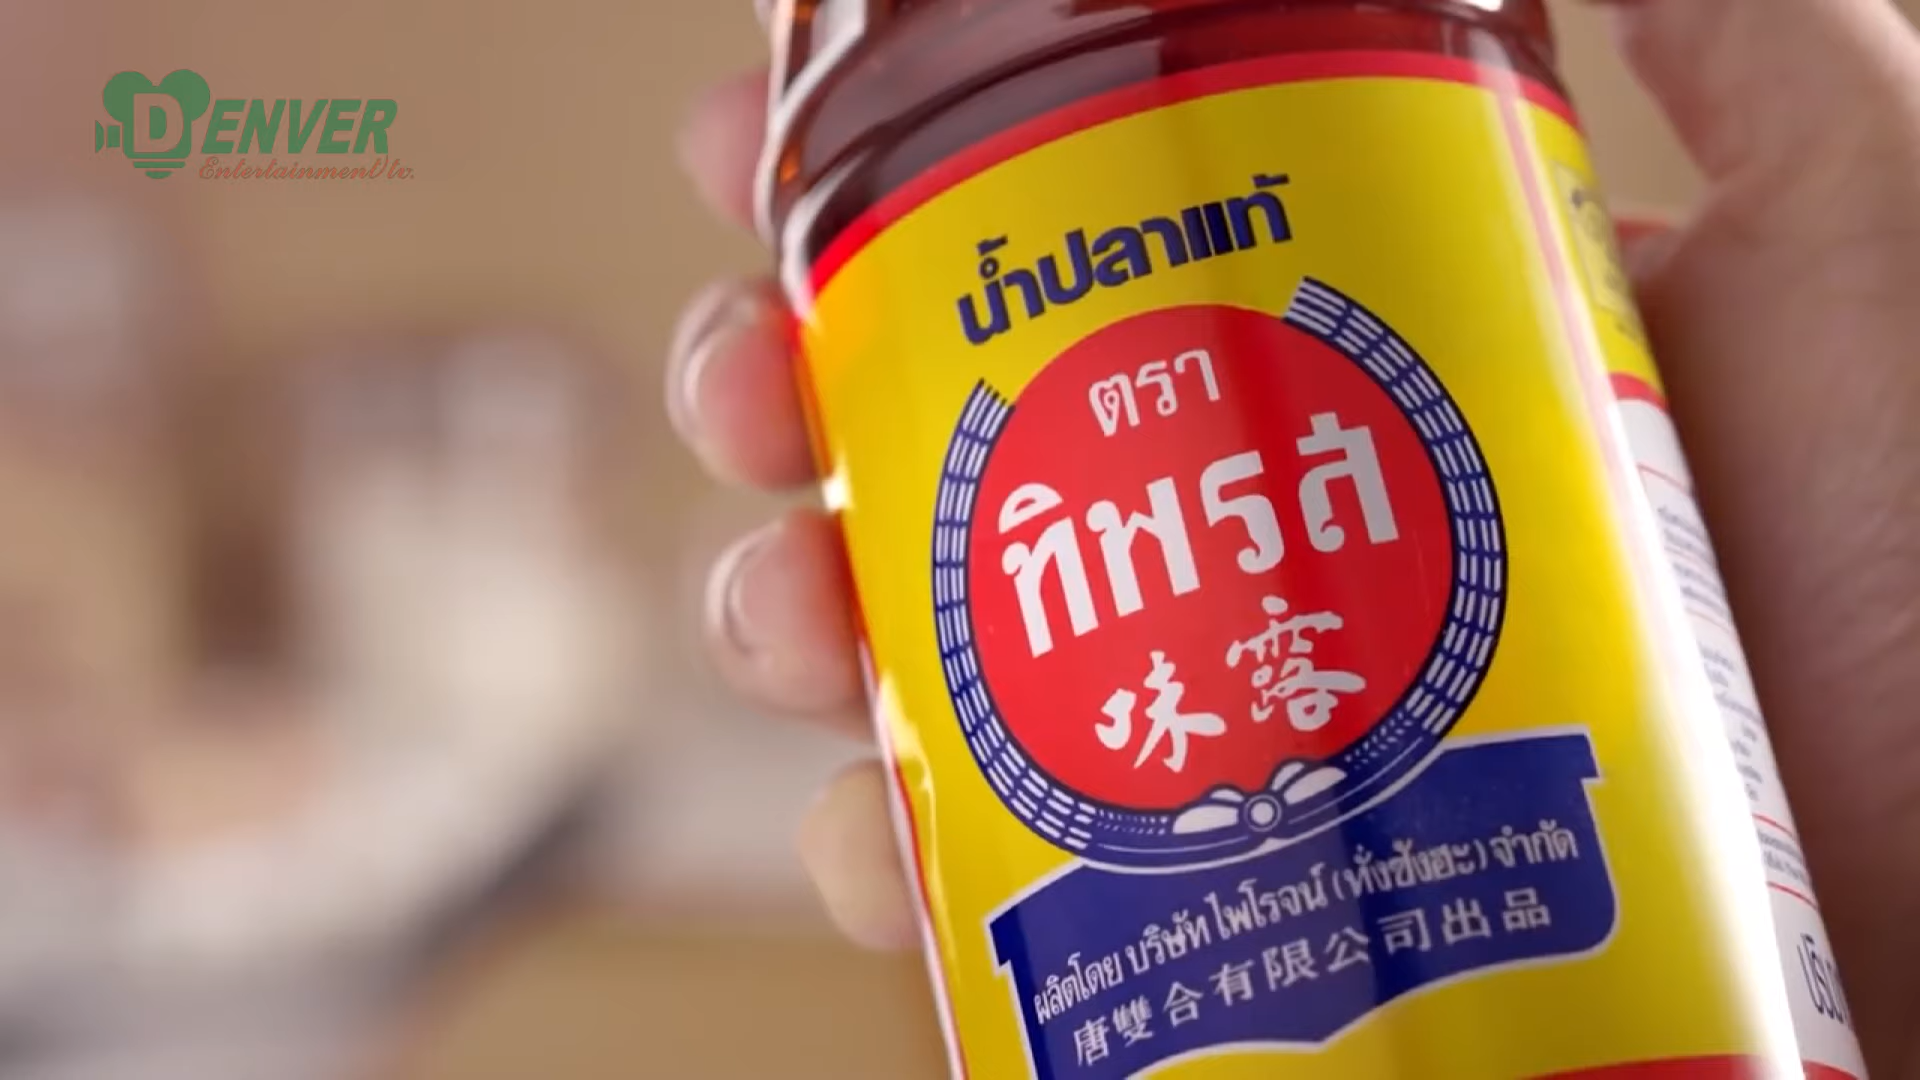 DENVER
Entertainment tv.
น้ำปลาแท้
ตรา
ทิพรส
味露
ผลิตโดย บริษัท ไพโรจน์ (ทั่งซังฮะ) จำกัด
唐雙合有限公司出品